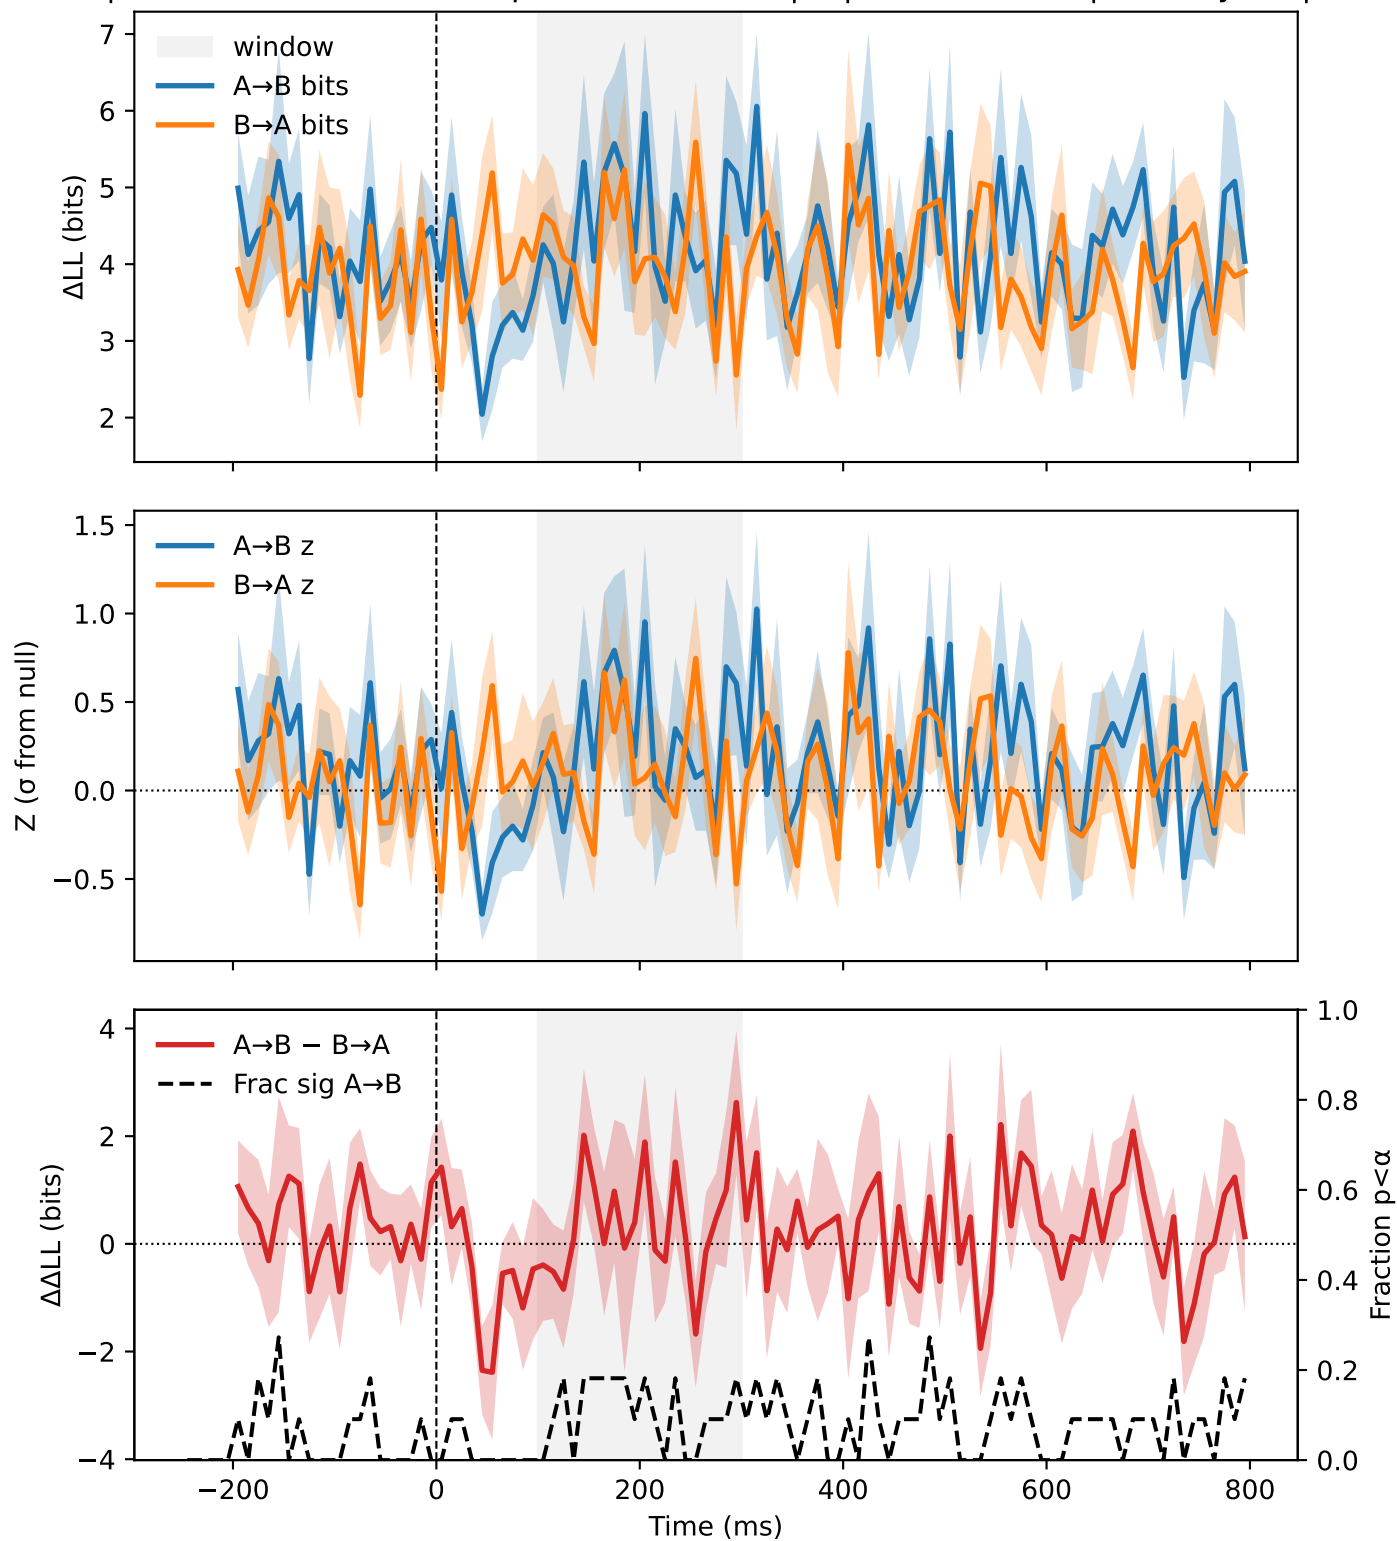 7
6
5
4
3
2
ΔLL (bits)
window
A→B bits
B→A bits
1.5
1.0
0.5
0.0
−0.5
Z (σ from null)
A→B z
B→A z
4
2
0
−2
−4
ΔΔLL (bits)
A→B − B→A
Frac sig A→B
1.0
0.8
0.6
0.4
0.2
0.0
Fraction p<α
−200 0 200 400 600 800
Time (ms)